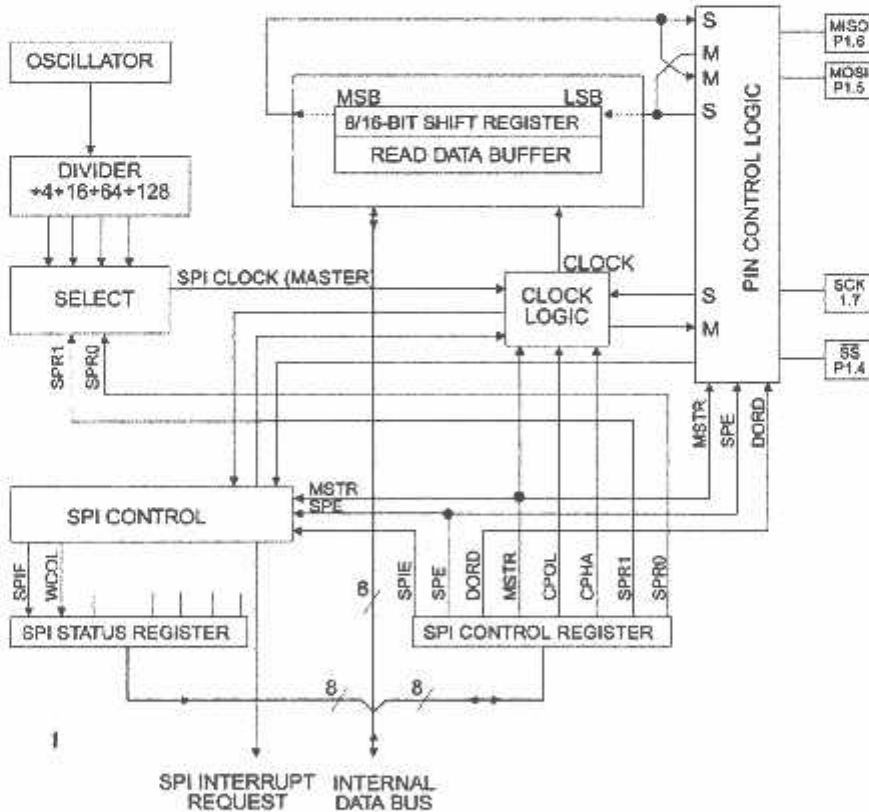 OSCILLATOR
DIVIDER
÷4÷16÷64÷128
SELECT
SPI CLOCK (MASTER)
SPR1
SPR0
MSB
LSB
8/16-BIT SHIFT REGISTER
READ DATA BUFFER
S
M
M
S
PIN CONTROL LOGIC
MISO
P1.6
MOSI
P1.5
CLOCK
CLOCK
LOGIC
S
M
SCK
1.7
SS
P1.4
MSTR
SPE
DORD
SPI CONTROL
MSTR
SPE
SPIF
WCOL
SPI STATUS REGISTER
8
SPIE
SPE
DORD
MSTR
CPOL
CPHA
SPR1
SPR0
SPI CONTROL REGISTER
8
8
1
SPI INTERRUPT
REQUEST
INTERNAL
DATA BUS